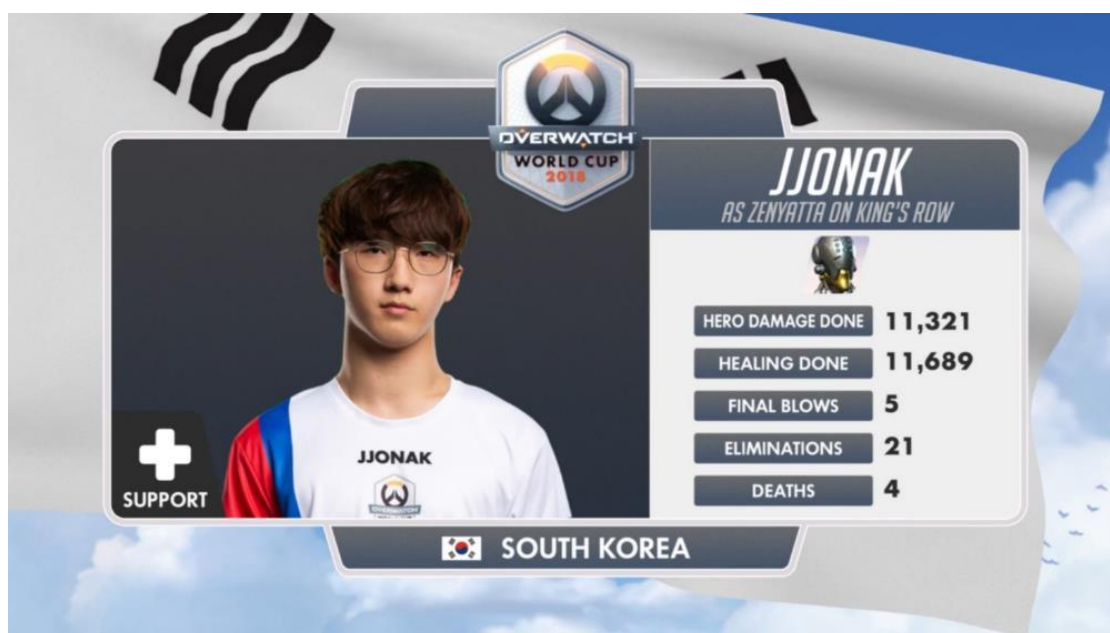 OVERWATCH
WORLD CUP
2018
JJONAK
AS ZENYATTA ON KING'S ROW
HERO DAMAGE DONE 11,321
HEALING DONE 11,689
FINAL BLOWS 5
ELIMINATIONS 21
DEATHS 4
JJONAK
OVERWATCH
SUPPORT
SOUTH KOREA